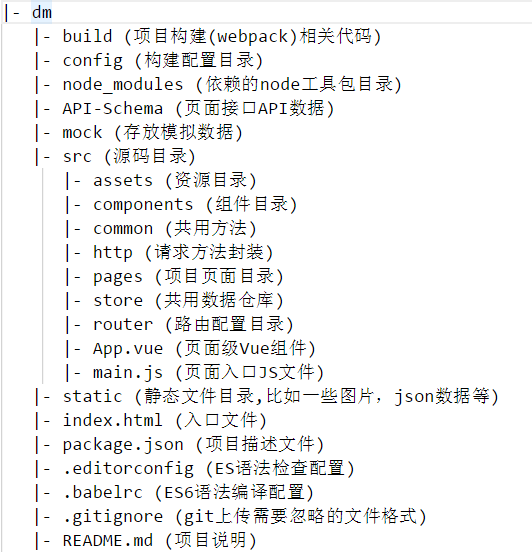 |- dm
|- build (项目构建(webpack)相关代码)
|- config (构建配置目录)
|- node_modules (依赖的node工具包目录)
|- API-Schema (页面接口API数据)
|- mock (存放模拟数据)
|- src (源码目录)
|- assets (资源目录)
|- components (组件目录)
|- common (共用方法)
|- http (请求方法封装)
|- pages (项目页面目录)
|- store (共用数据仓库)
|- router (路由配置目录)
|- App.vue (页面级Vue组件)
|- main.js (页面入口JS文件)
|- static (静态文件目录,比如一些图片, json数据等)
|- index.html (入口文件)
|- package.json (项目描述文件)
|- .editorconfig (ES语法检查配置)
|- .babelrc (ES6语法编译配置)
|- .gitignore (git上传需要忽略的文件格式)
|- README.md (项目说明)